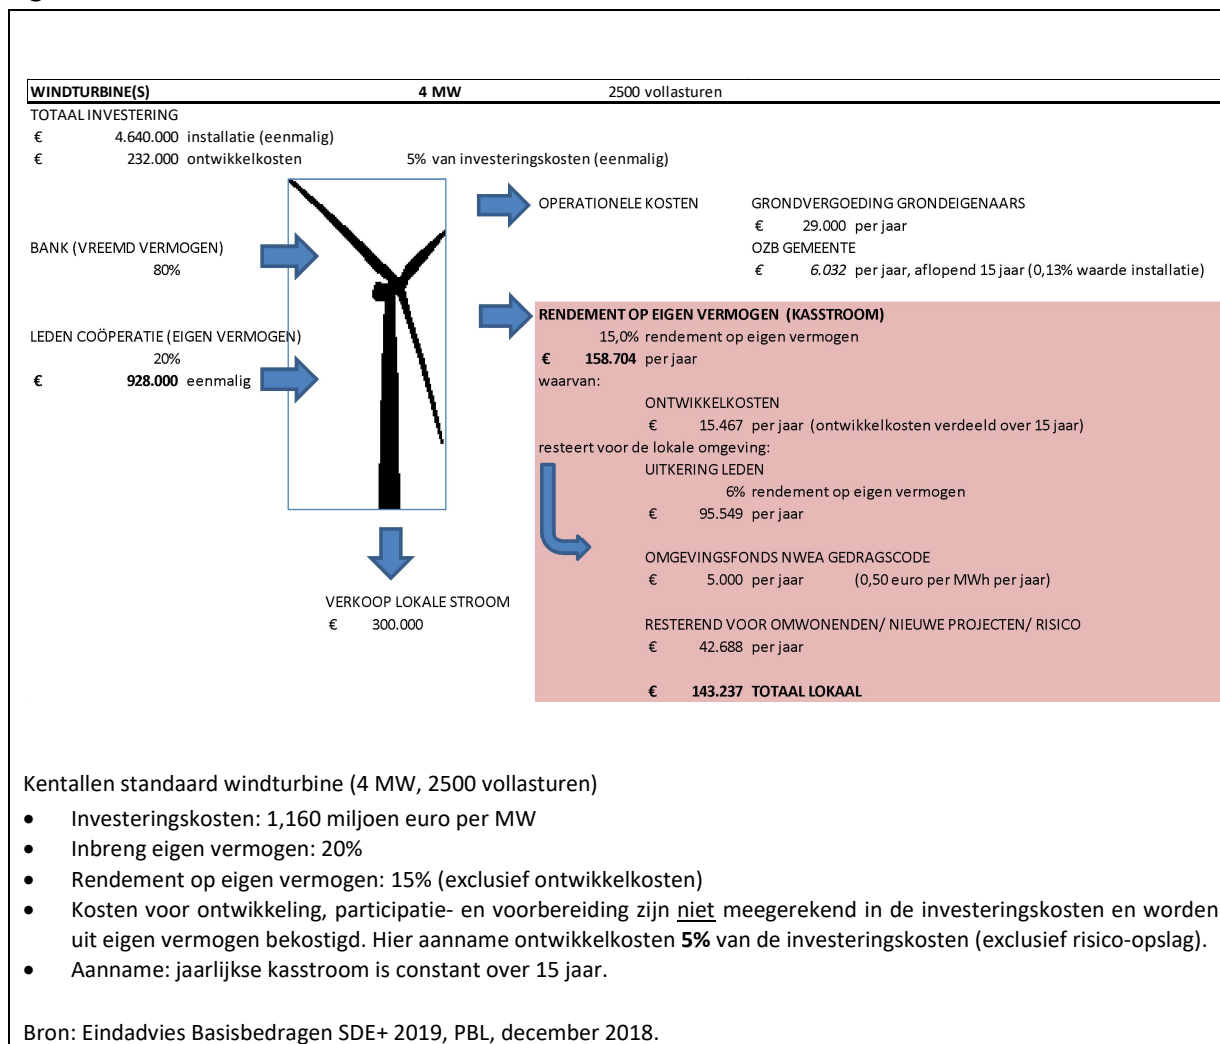 WINDTURBINE(S) 4 MW 2500 vollasturen
TOTAAL INVESTERING
€ 4.640.000 installatie (eenmalig)
€ 232.000 ontwikkelkosten 5% van investeringskosten (eenmalig)
OPERATIONELE KOSTEN GRONDVERGOEDING GRONDEIGENAARS
€ 29.000 per jaar
OZB GEMEENTE
€ 6.032 per jaar, aflopend 15 jaar (0,13% waarde installatie)
BANK (VREEMD VERMOGEN)
80%
LEDEN COÖPERATIE (EIGEN VERMOGEN)
20%
€ 928.000 eenmalig
RENDEMENT OP EIGEN VERMOGEN (KASSTROOM)
15,0% rendement op eigen vermogen
€ 158.704 per jaar
waarvan:
ONTWIKKELKOSTEN
€ 15.467 per jaar (ontwikkelkosten verdeeld over 15 jaar)
resteert voor de lokale omgeving:
UITKERING LEDEN
6% rendement op eigen vermogen
€ 95.549 per jaar
OMGEVINGSFONDS NWEA GEDRAGSCODE
€ 5.000 per jaar (0,50 euro per MWh per jaar)
VERKOOP LOKALE STROOM
€ 300.000
RESTEREND VOOR OMWONENDEN/ NIEUWE PROJECTEN/ RISICO
€ 42.688 per jaar
€ 143.237 TOTAAL LOKAAL
Kentallen standaard windturbine (4 MW, 2500 vollasturen)
• Investeringskosten: 1,160 miljoen euro per MW
• Inbreng eigen vermogen: 20%
• Rendement op eigen vermogen: 15% (exclusief ontwikkelkosten)
• Kosten voor ontwikkeling, participatie- en voorbereiding zijn niet meegerekend in de investeringskosten en worden
uit eigen vermogen bekostigd. Hier aanname ontwikkelkosten 5% van de investeringskosten (exclusief risico-opslag).
• Aanname: jaarlijkse kasstroom is constant over 15 jaar.
Bron: Eindadvies Basisbedragen SDE+ 2019, PBL, december 2018.